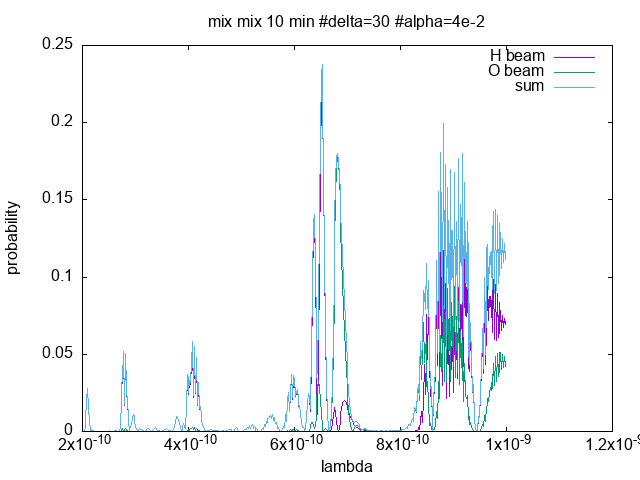 mix mix 10 min #delta=30 #alpha=4e-2
H beam
O beam
sum
probability
0.25
0.2
0.15
0.1
0.05
0
2x10^-10 4x10^-10 6x10^-10 8x10^-10 1x10^-9 1.2x10^-9
lambda